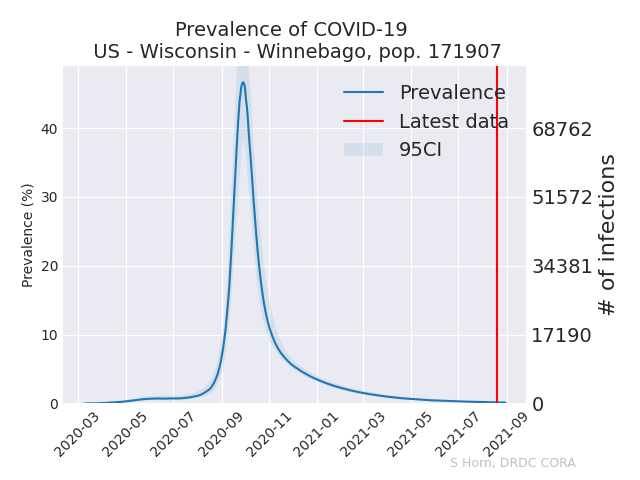 Prevalence of COVID-19
US - Wisconsin - Winnebago, pop. 171907
Prevalence
Latest data
95CI
Prevalence (%)
40
30
20
10
0
68762
51572
34381
17190
0
# of infections
2020-03
2020-05
2020-07
2020-09
2020-11
2021-01
2021-03
2021-05
2021-07
2021-09
S Horn, DRDC CORA